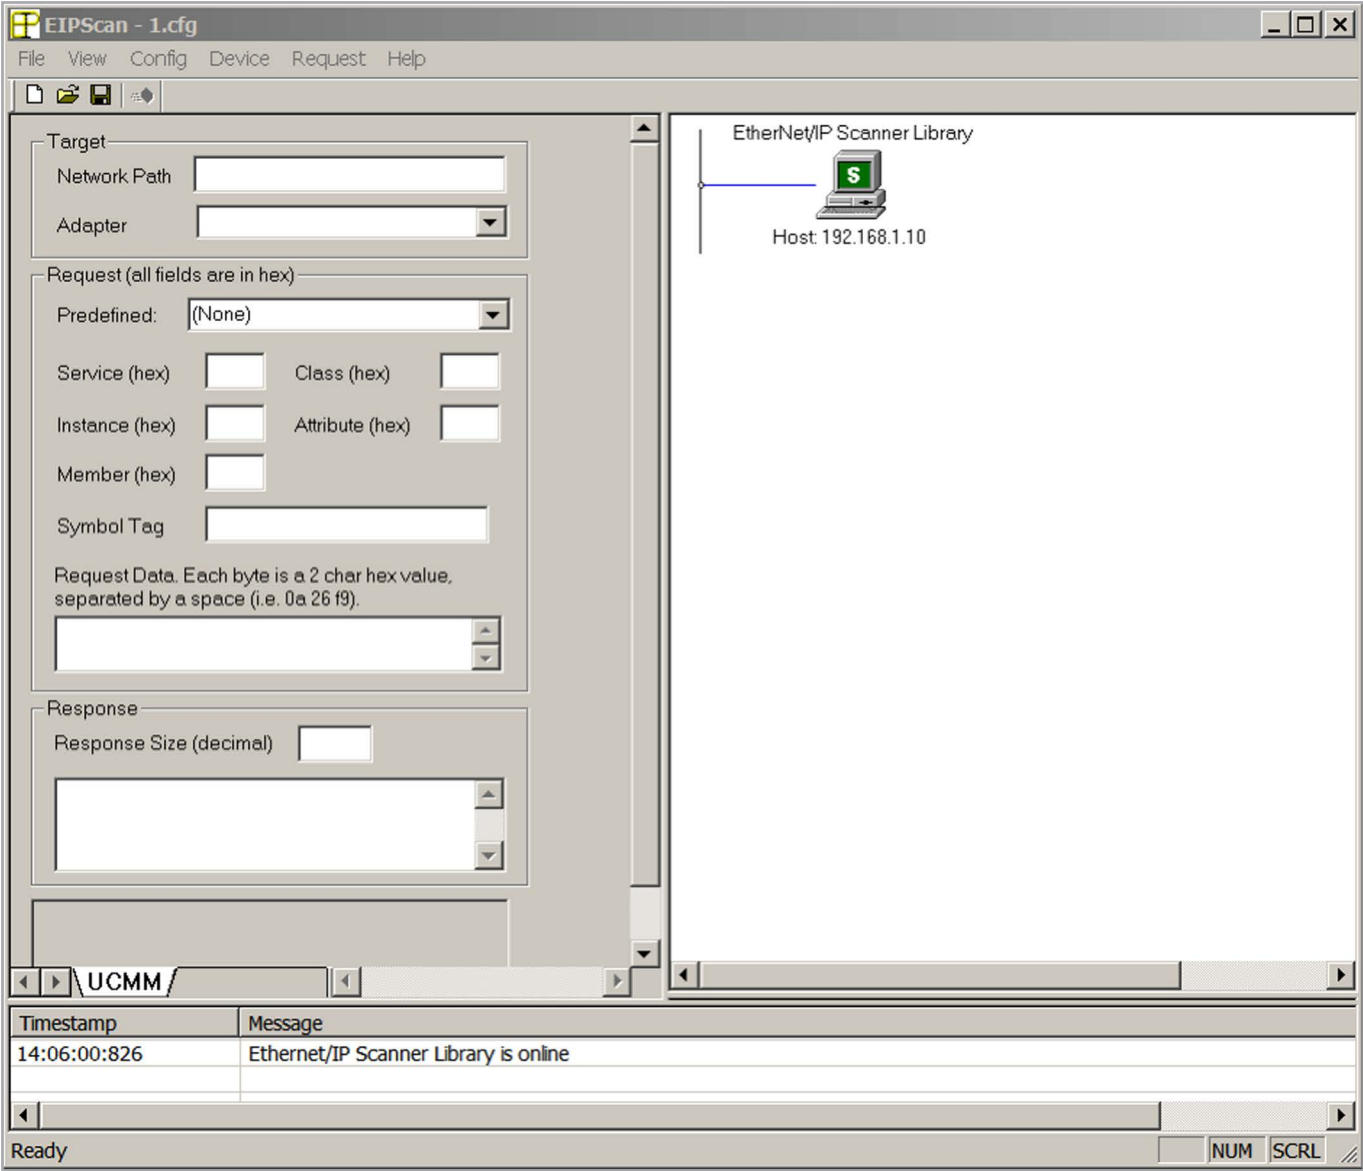 EIPScan - 1.cfg
File View Config Device Request Help
Target
Network Path
Adapter
Request (all fields are in hex)
Predefined: (None)
Service (hex) Class (hex)
Instance (hex) Attribute (hex)
Member (hex)
Symbol Tag
Request Data. Each byte is a 2 char hex value,
separated by a space (i.e. 0a 26 f9).
Response
Response Size (decimal)
UCMM
EtherNet/IP Scanner Library
S
Host: 192.168.1.10
Timestamp Message
14:06:00:826 Ethernet/IP Scanner Library is online
Ready NUM SCRL